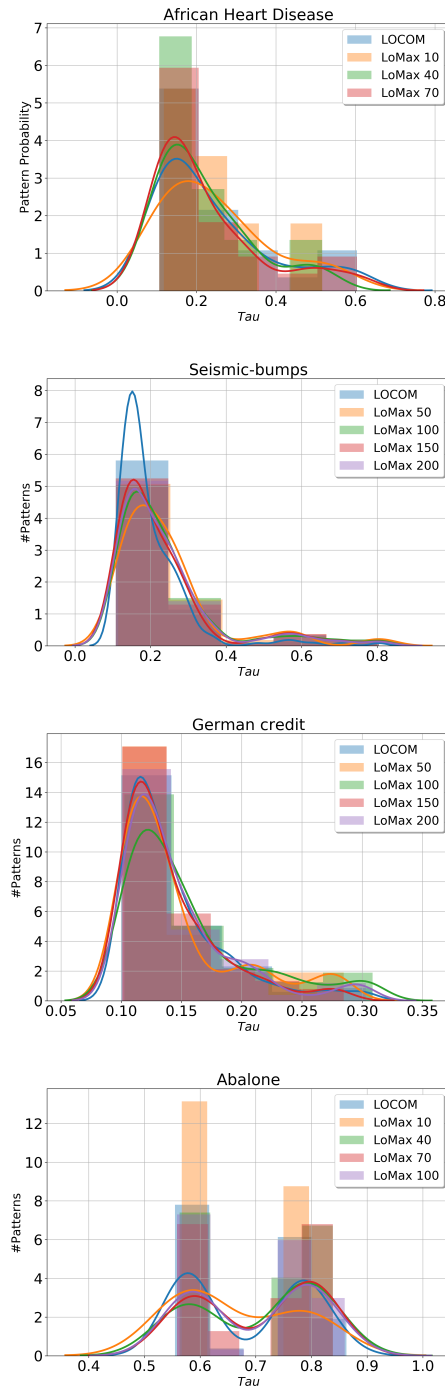 African Heart Disease
LOCOM
LoMax 10
LoMax 40
LoMax 70
Pattern Probability
7
6
5
4
3
2
1
0
0.0 0.2 0.4 0.6 0.8
Tau
Seismic-bumps
LOCOM
LoMax 50
LoMax 100
LoMax 150
LoMax 200
#Patterns
8
7
6
5
4
3
2
1
0
0.0 0.2 0.4 0.6 0.8
Tau
German credit
LOCOM
LoMax 50
LoMax 100
LoMax 150
LoMax 200
#Patterns
16
14
12
10
8
6
4
2
0
0.05 0.10 0.15 0.20 0.25 0.30 0.35
Tau
Abalone
LOCOM
LoMax 10
LoMax 40
LoMax 70
LoMax 100
#Patterns
12
10
8
6
4
2
0
0.4 0.5 0.6 0.7 0.8 0.9 1.0
Tau